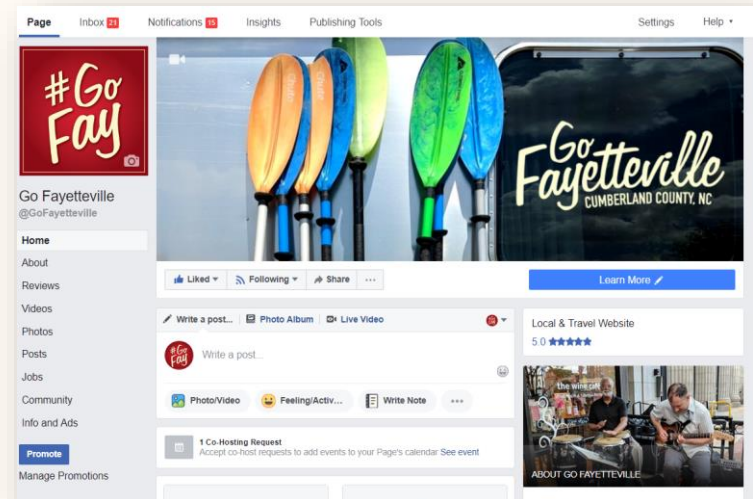 Page Inbox 21 Notifications 15 Insights Publishing Tools Settings Help
#Go
Fay
Go
Fayetteville
CUMBERLAND COUNTY, NC
Go Fayetteville
@GoFayetteville
Home
About
Reviews
Videos
Photos
Posts
Jobs
Community
Info and Ads
Promote
Manage Promotions
Liked Following Share ...
Learn More
Write a post... Photo Album Live Video
#Go
Fay
Write a post...
Photo/Video Feeling/Activ... Write Note ...
1 Co-Hosting Request
Accept co-host requests to add events to your Page's calendar See event
Local & Travel Website
5.0 ★★★★★
the wine café
ABOUT GO FAYETTEVILLE